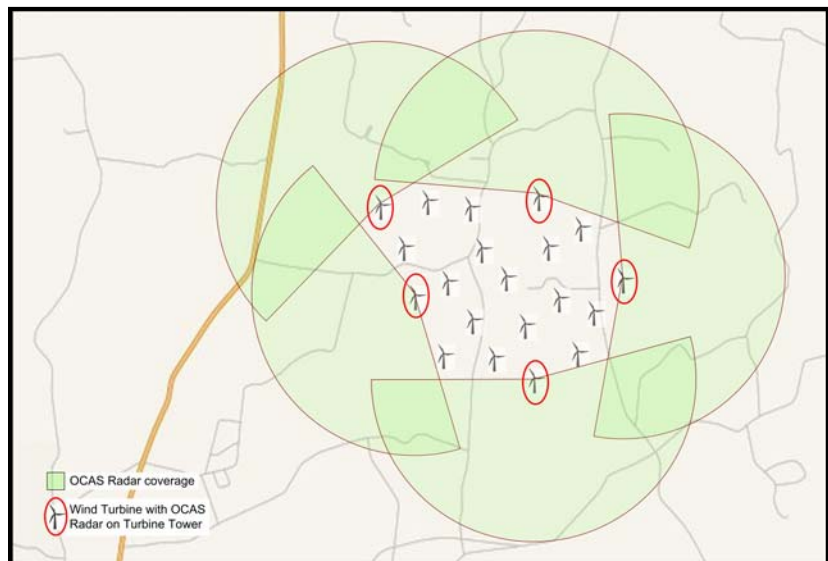 OCAS Radar coverage
Wind Turbine with OCAS
Radar on Turbine Tower